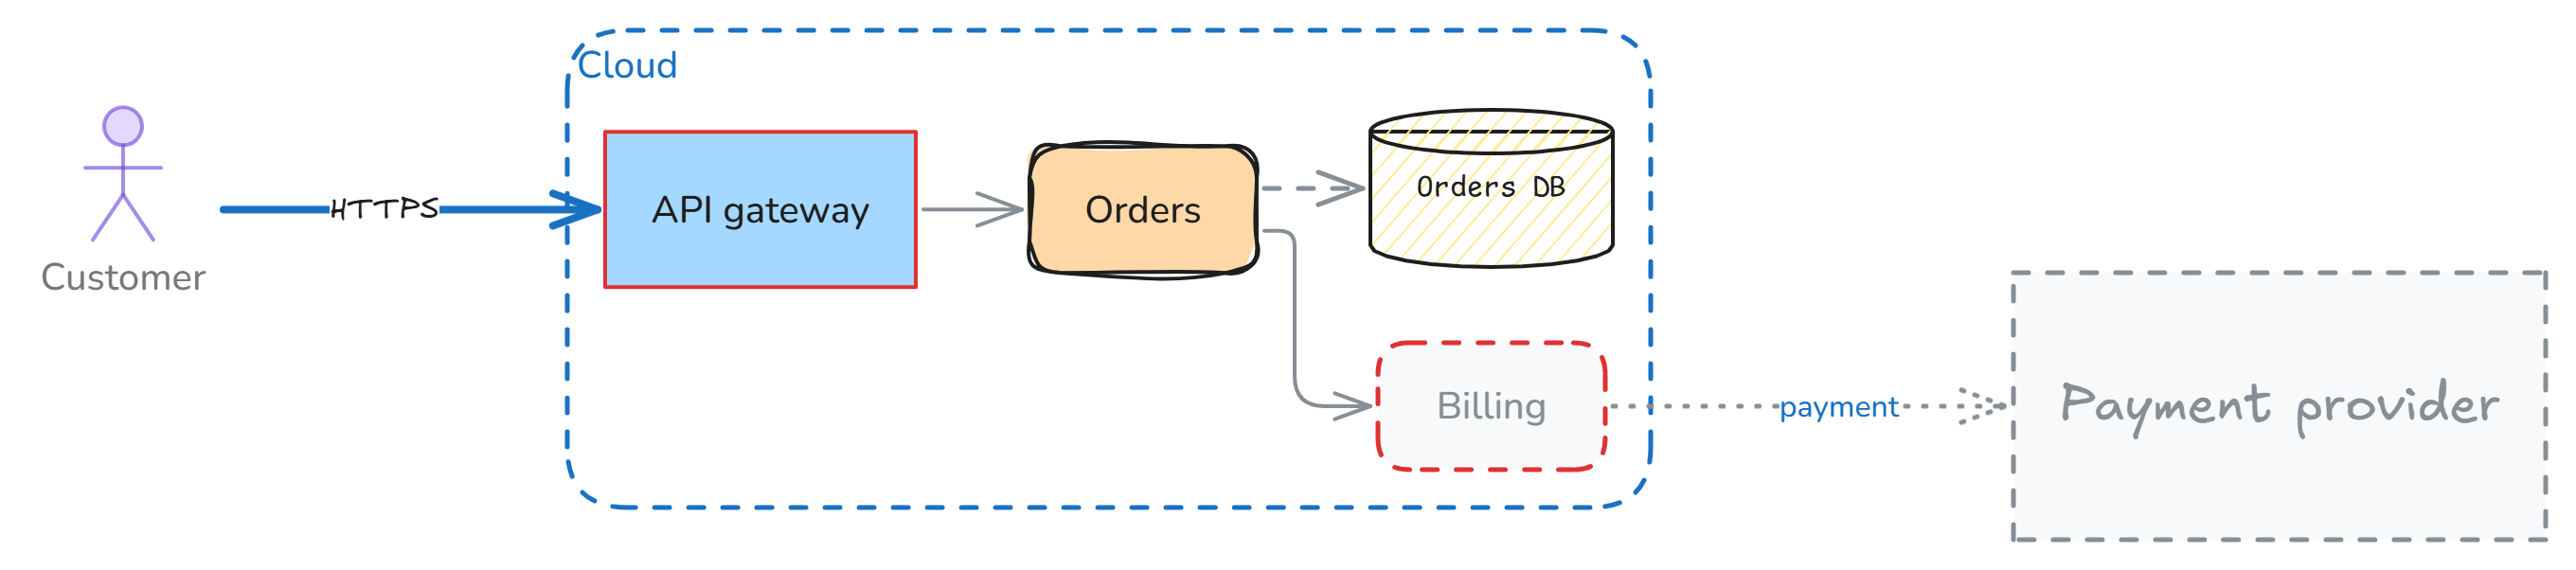 Cloud
Customer
HTTPS
API gateway
Orders
Orders DB
Billing
payment
Payment provider